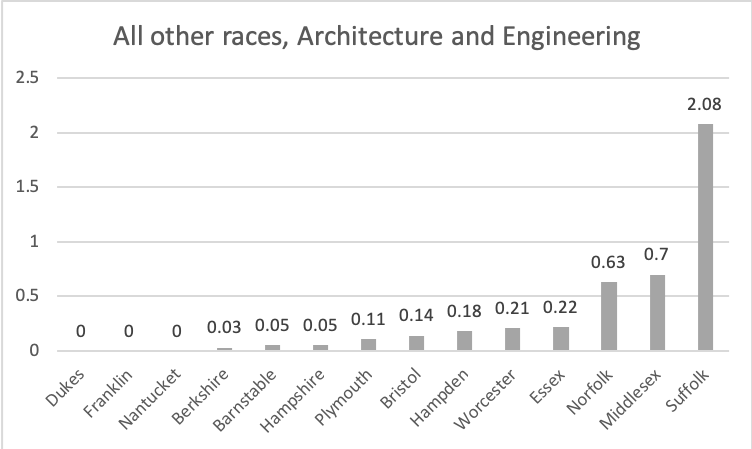 All other races, Architecture and Engineering
2.5
2
1.5
1
0.5
0
0
0
0
0.03
0.05
0.05
0.11
0.14
0.18
0.21
0.22
0.63
0.7
2.08
Dukes
Franklin
Nantucket
Berkshire
Barnstable
Hampshire
Plymouth
Bristol
Hampden
Worcester
Essex
Norfolk
Middlesex
Suffolk